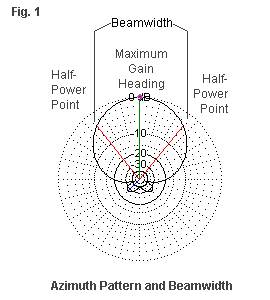 Fig. 1
Beamwidth
Maximum
Gain
Heading
Half-
Power
Point
Half-
Power
Point
0 dB
-10
-20
-30
Azimuth Pattern and Beamwidth